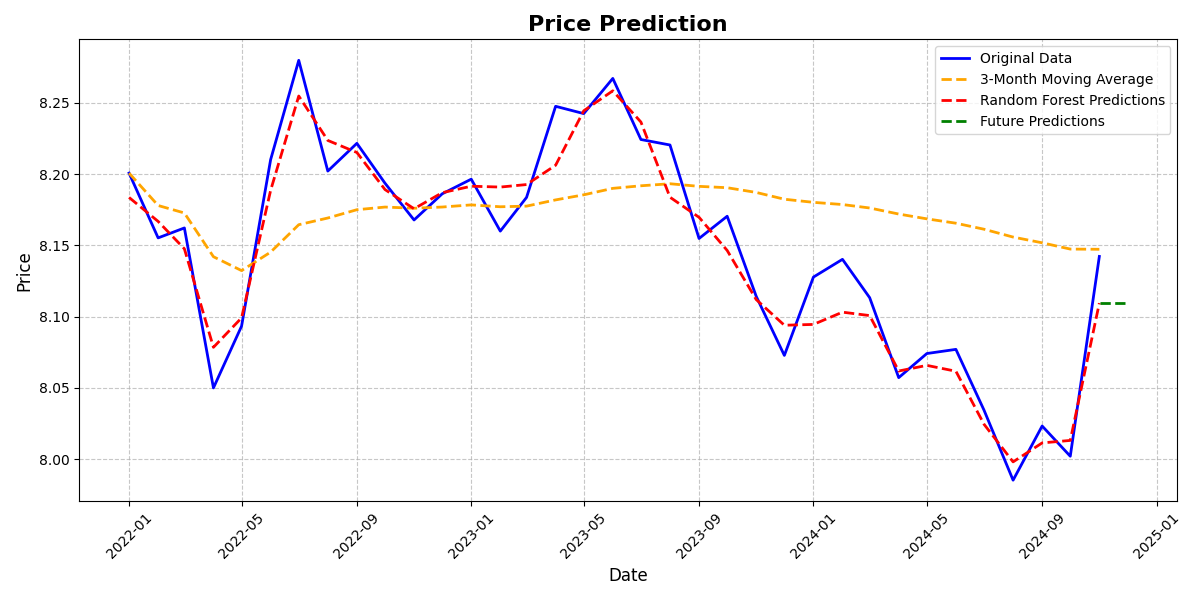 Price Prediction
Original Data
3-Month Moving Average
Random Forest Predictions
Future Predictions
Price
8.25
8.20
8.15
8.10
8.05
8.00
2022-01
2022-05
2022-09
2023-01
2023-05
2023-09
2024-01
2024-05
2024-09
2025-01
Date